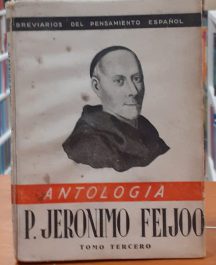 BREVIARIOS DEL PENSAMIENTO ESPAÑOL
ANTOLOGIA
P. JERONIMO FEIJOO
TOMO TERCERO